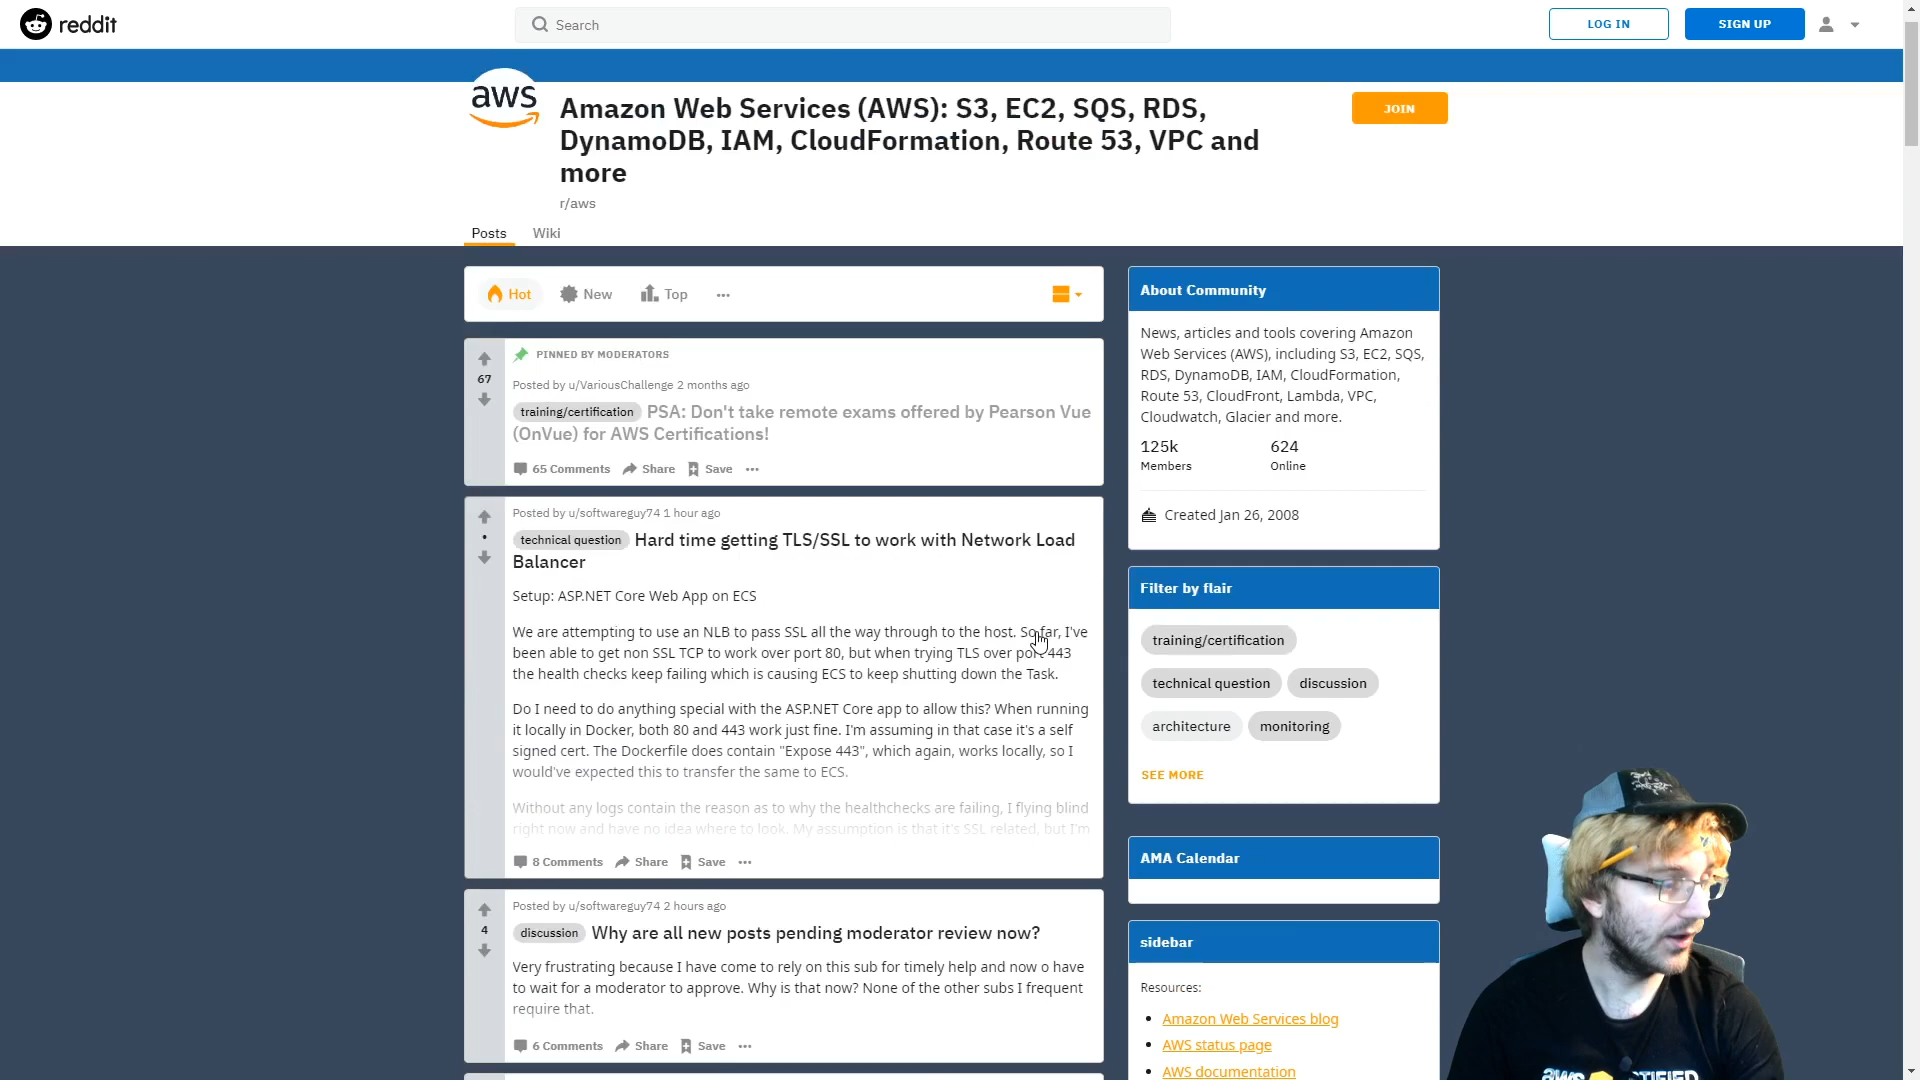 reddit
Search
LOG IN
SIGN UP
aws
Amazon Web Services (AWS): S3, EC2, SQS, RDS,
DynamoDB, IAM, CloudFormation, Route 53, VPC and
more
JOIN
r/aws
Posts
Wiki
Hot
New
Top
PINNED BY MODERATORS
67
Posted by u/VariousChallenge 2 months ago
training/certification PSA: Don't take remote exams offered by Pearson Vue
(OnVue) for AWS Certifications!
65 Comments
Share
Save
Posted by u/softwareguy74 1 hour ago
technical question Hard time getting TLS/SSL to work with Network Load
Balancer
Setup: ASP.NET Core Web App on ECS
We are attempting to use an NLB to pass SSL all the way through to the host. So far, I've
been able to get non SSL TCP to work over port 80, but when trying TLS over port 443
the health checks keep failing which is causing ECS to keep shutting down the Task.
Do I need to do anything special with the ASP.NET Core app to allow this? When running
it locally in Docker, both 80 and 443 work just fine. I'm assuming in that case it's a self
signed cert. The Dockerfile does contain "Expose 443", which again, works locally, so I
would've expected this to transfer the same to ECS.
Without any logs contain the reason as to why the healthchecks are failing, I flying blind
right now and have no idea where to look. My assumption is that it's SSL related, but I'm
8 Comments
Share
Save
Posted by u/softwareguy74 2 hours ago
4
discussion Why are all new posts pending moderator review now?
Very frustrating because I have come to rely on this sub for timely help and now o have
to wait for a moderator to approve. Why is that now? None of the other subs I frequent
require that.
6 Comments
Share
Save
About Community
News, articles and tools covering Amazon
Web Services (AWS), including S3, EC2, SQS,
RDS, DynamoDB, IAM, CloudFormation,
Route 53, CloudFront, Lambda, VPC,
Cloudwatch, Glacier and more.
125k
Members
624
Online
Created Jan 26, 2008
Filter by flair
training/certification
technical question
discussion
architecture
monitoring
SEE MORE
AMA Calendar
sidebar
Resources:
Amazon Web Services blog
AWS status page
AWS documentation